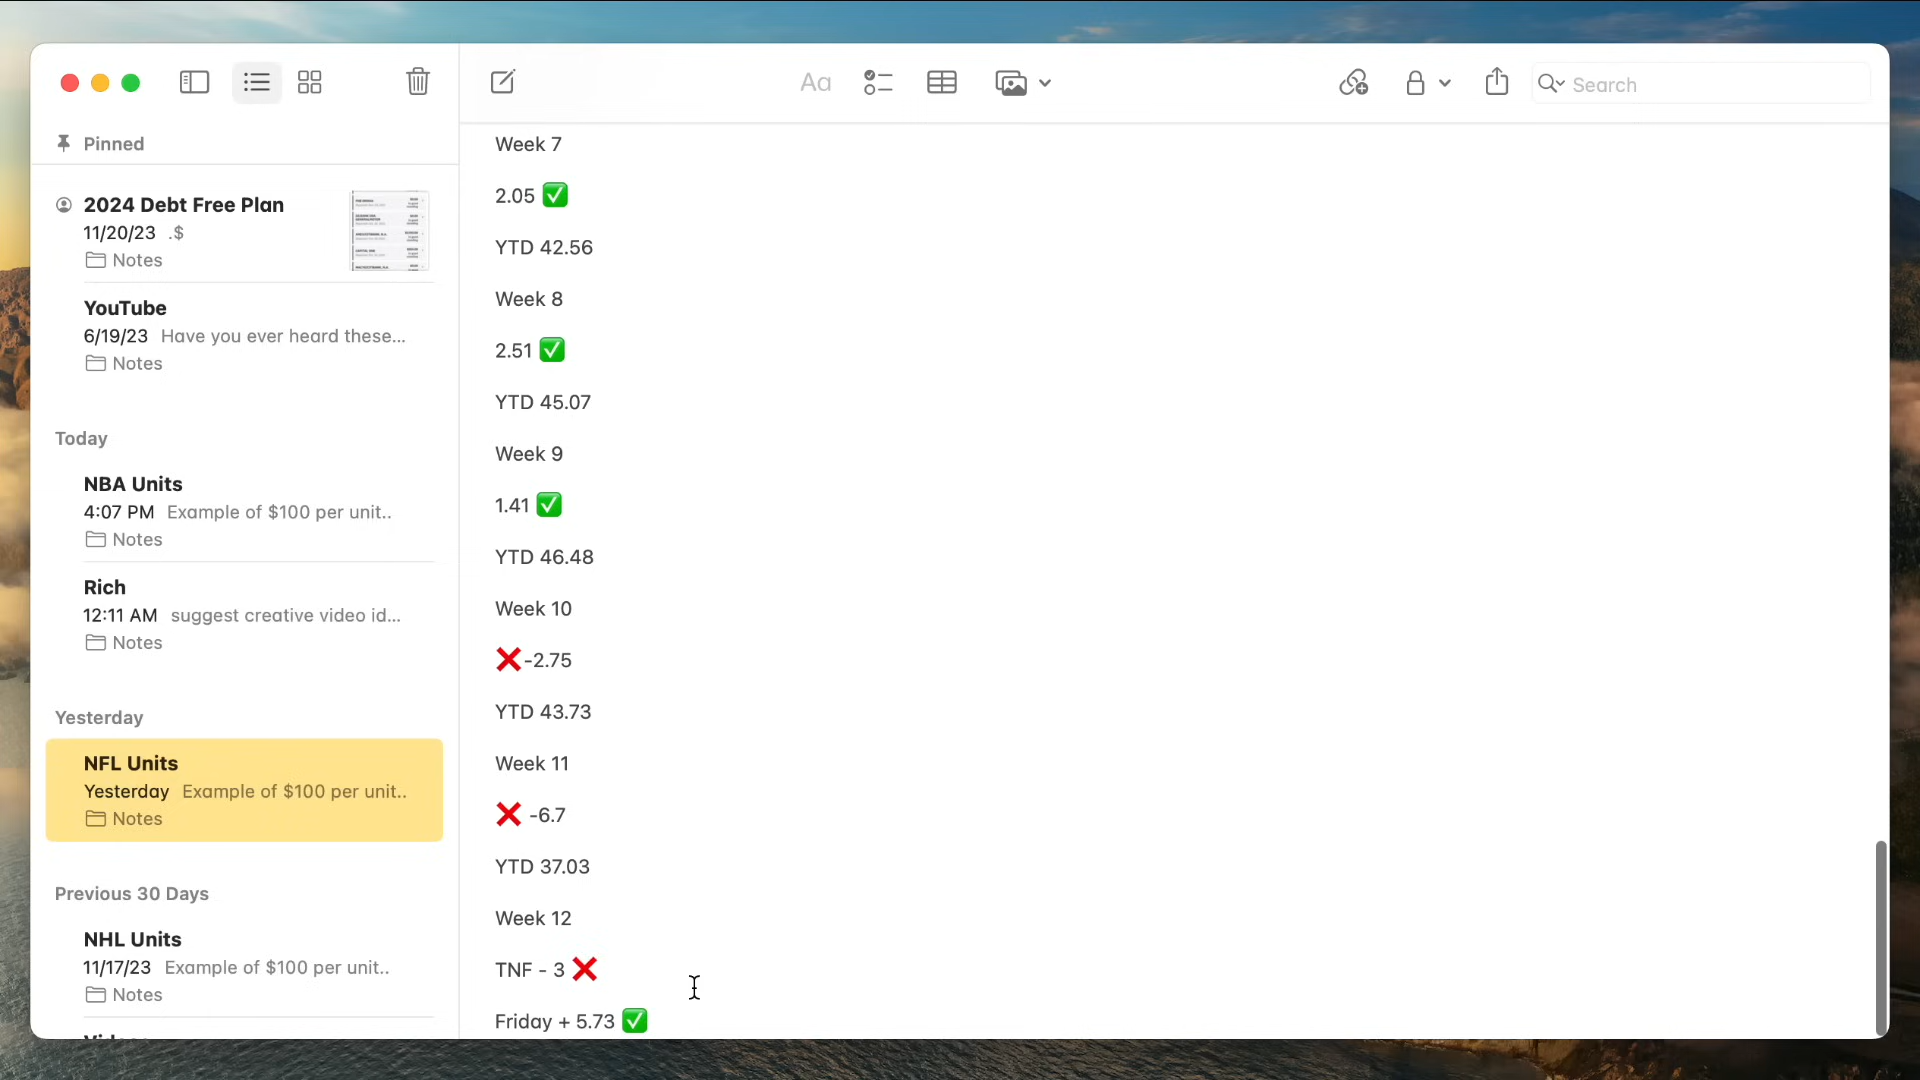 Pinned
2024 Debt Free Plan
11/20/23 .$
Notes
YouTube
6/19/23 Have you ever heard these...
Notes
Today
NBA Units
4:07 PM Example of $100 per unit..
Notes
Rich
12:11 AM suggest creative video id...
Notes
Yesterday
NFL Units
Yesterday Example of $100 per unit..
Notes
Previous 30 Days
NHL Units
11/17/23 Example of $100 per unit..
Notes
Aa
Search
Week 7
2.05 ✅
YTD 42.56
Week 8
2.51 ✅
YTD 45.07
Week 9
1.41 ✅
YTD 46.48
Week 10
❌-2.75
YTD 43.73
Week 11
❌ -6.7
YTD 37.03
Week 12
TNF - 3 ❌
Friday + 5.73 ✅